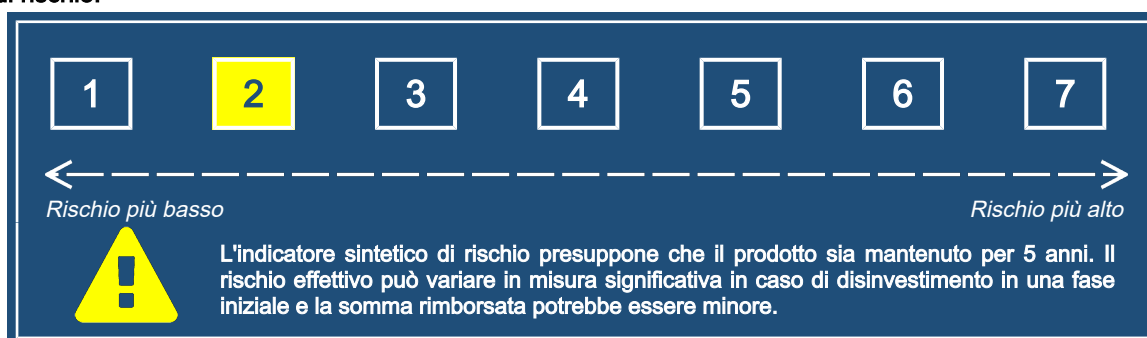 di rischio.
1 2 3 4 5 6 7
Rischio più basso Rischio più alto
L'indicatore sintetico di rischio presuppone che il prodotto sia mantenuto per 5 anni. Il
rischio effettivo può variare in misura significativa in caso di disinvestimento in una fase
iniziale e la somma rimborsata potrebbe essere minore.